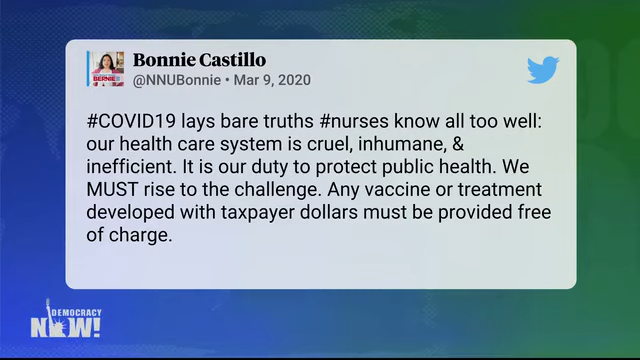 Bonnie Castillo
@NNUBonnie • Mar 9, 2020
BERNIE
#COVID19 lays bare truths #nurses know all too well:
our health care system is cruel, inhumane, &
inefficient. It is our duty to protect public health. We
MUST rise to the challenge. Any vaccine or treatment
developed with taxpayer dollars must be provided free
of charge.
DEMOCRACY
NOW!